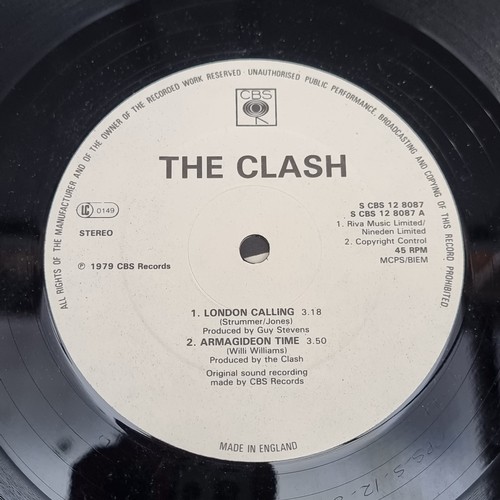 ALL RIGHTS OF THE MANUFACTURER AND OF THE OWNER OF THE RECORDED WORK RESERVED · UNAUTHORISED PUBLIC PERFORMANCE, BROADCASTING AND COPYING OF THIS RECORD PROHIBITED
CBS
THE CLASH
LC 0149
STEREO
℗ 1979 CBS Records
S CBS 12 8087
S CBS 12 8087 A
1. Riva Music Limited/
Nineden Limited
2. Copyright Control
45 RPM
MCPS/BIEM
1. LONDON CALLING 3.18
(Strummer/Jones)
Produced by Guy Stevens
2. ARMAGIDEON TIME 3.50
(Willi Williams)
Produced by the Clash
Original sound recording
made by CBS Records
MADE IN ENGLAND